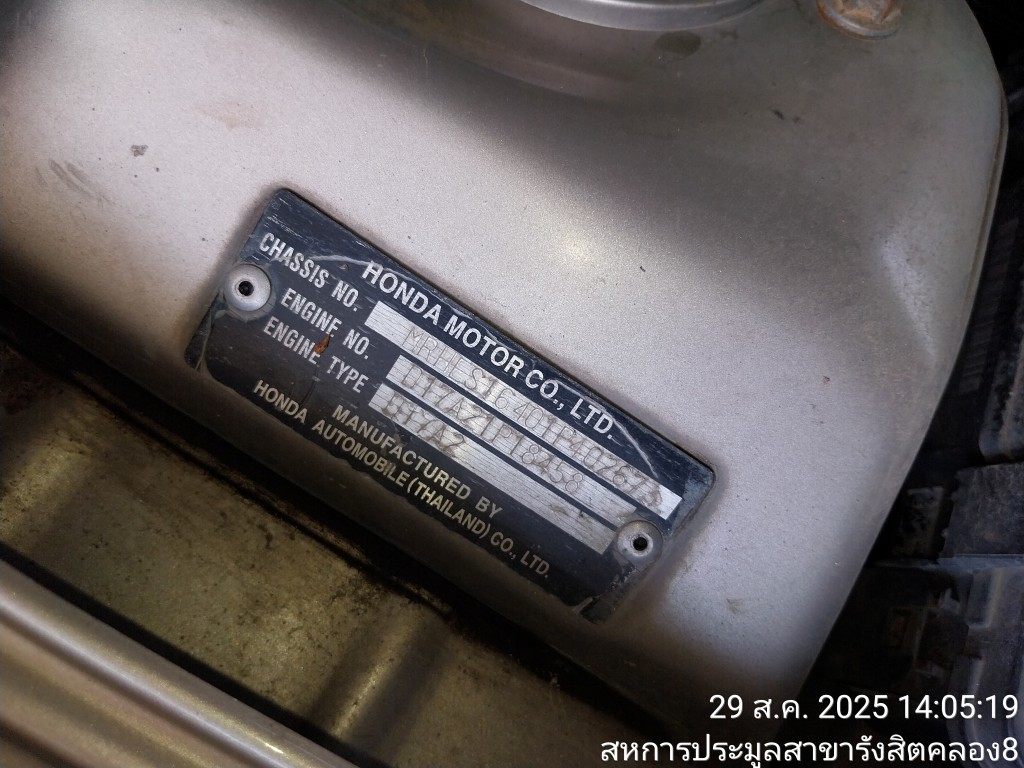 HONDA MOTOR CO., LTD.
CHASSIS NO.
ENGINE NO. D17AZ1P18458
ENGINE TYPE D17A2
MANUFACTURED BY
HONDA AUTOMOBILE (THAILAND) CO., LTD.
29 ส.ค. 2025 14:05:19
สหการประมูลสาขารังสิตคลอง8